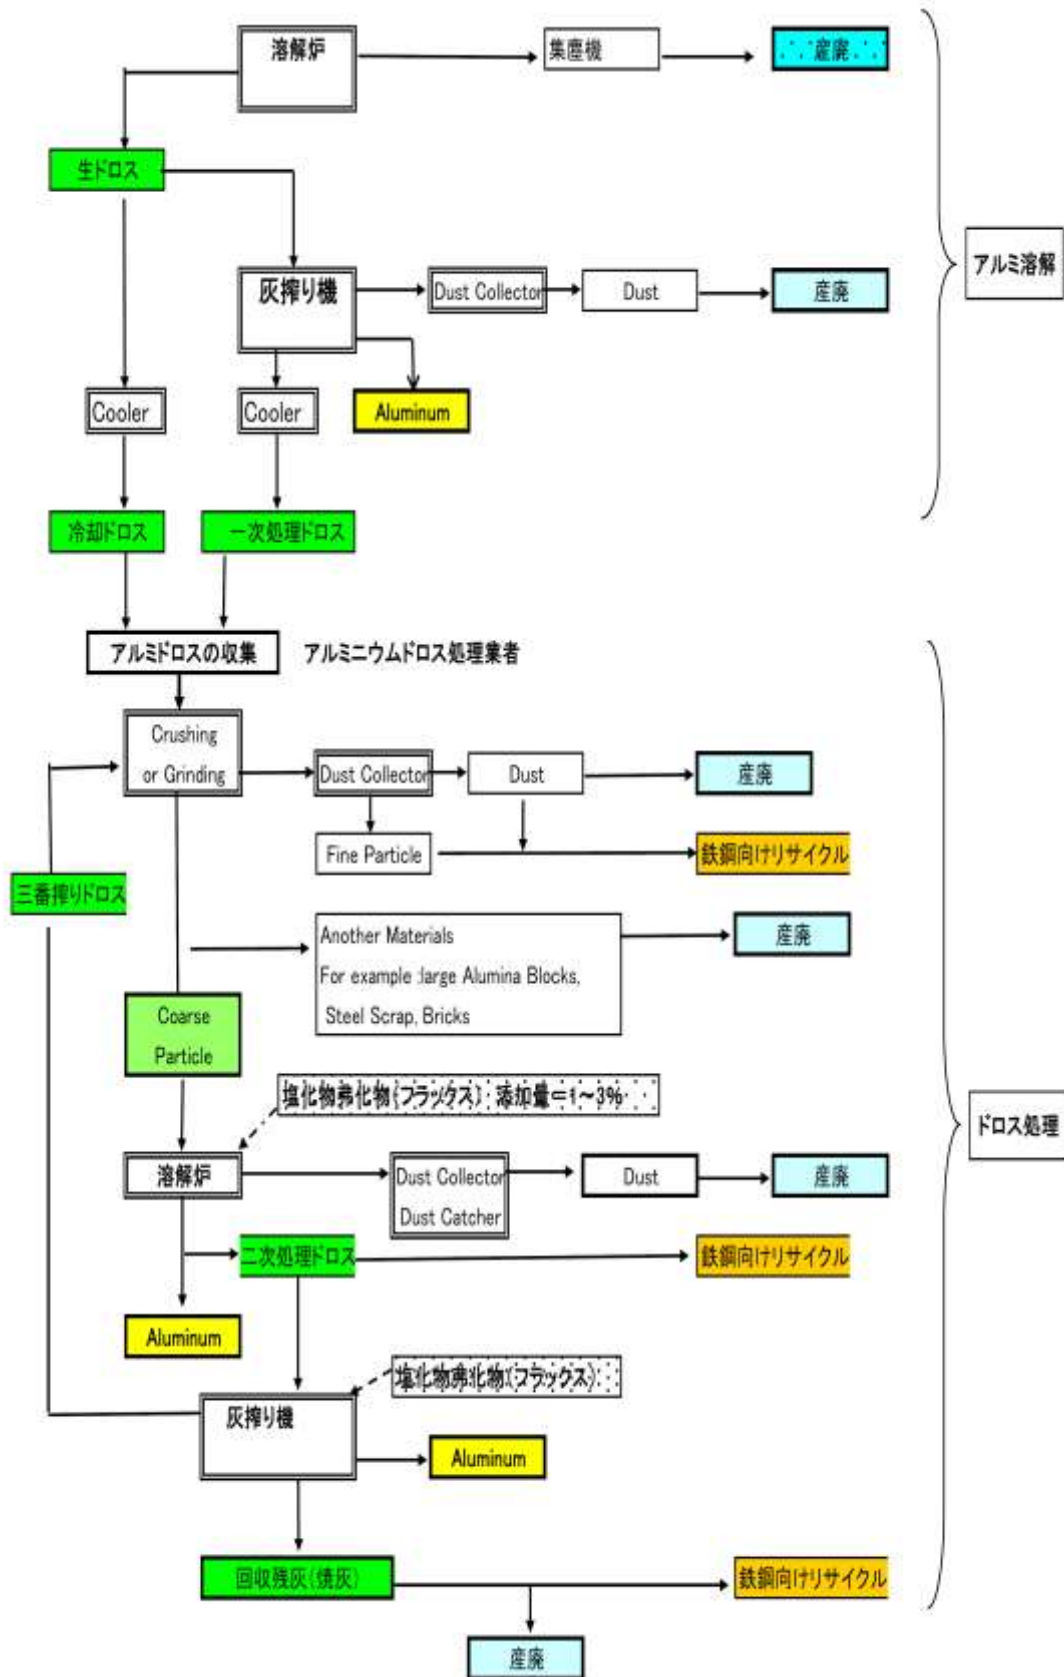 溶解炉
集塵機
産廃
生ドロス
アルミ溶解
灰搾り機
Dust Collector
Dust
産廃
Cooler
Cooler
Aluminum
冷却ドロス
一次処理ドロス
アルミドロスの収集
アルミニウムドロス処理業者
Crushing
or Grinding
Dust Collector
Dust
産廃
Fine Particle
鉄鋼向けリサイクル
三番搾りドロス
Another Materials
For example :large Alumina Blocks,
Steel Scrap, Bricks
産廃
Coarse
Particle
塩化物弗化物(フラックス) 添加量=1~3%
ドロス処理
溶解炉
Dust Collector
Dust Catcher
Dust
産廃
二次処理ドロス
鉄鋼向けリサイクル
Aluminum
塩化物弗化物(フラックス)
灰搾り機
Aluminum
回収残灰(焼灰)
鉄鋼向けリサイクル
産廃